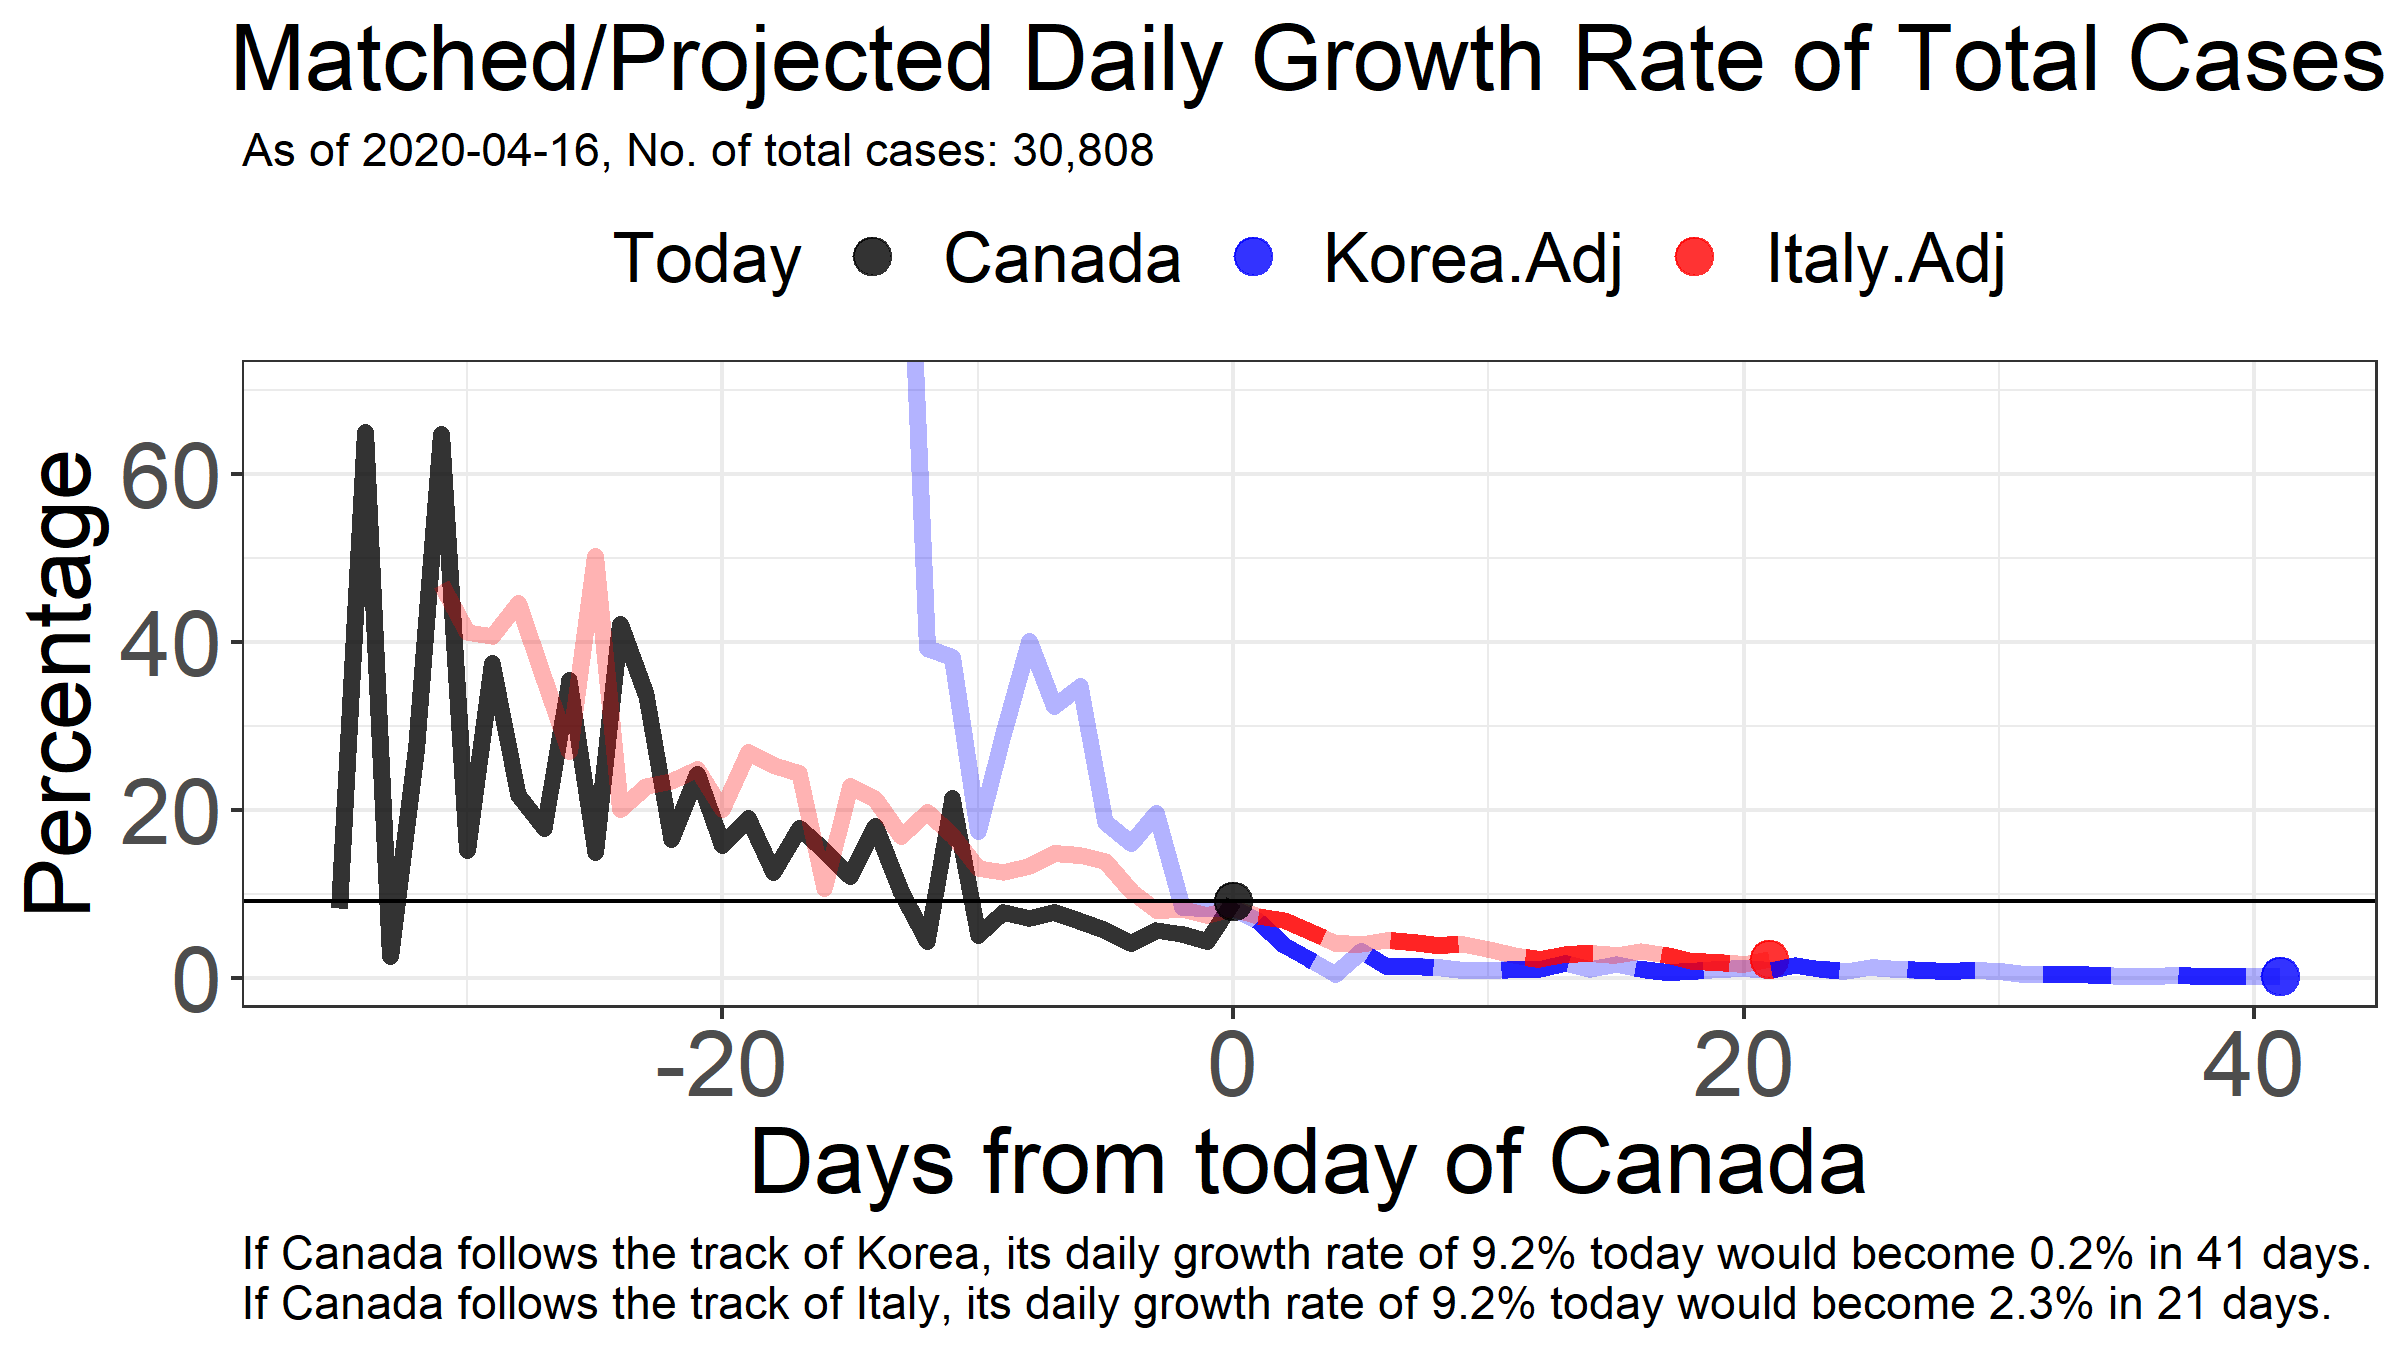 Matched/Projected Daily Growth Rate of Total Cases
As of 2020-04-16, No. of total cases: 30,808
Today Canada Korea.Adj Italy.Adj
Percentage
60
40
20
0
-20 0 20 40
Days from today of Canada
If Canada follows the track of Korea, its daily growth rate of 9.2% today would become 0.2% in 41 days.
If Canada follows the track of Italy, its daily growth rate of 9.2% today would become 2.3% in 21 days.